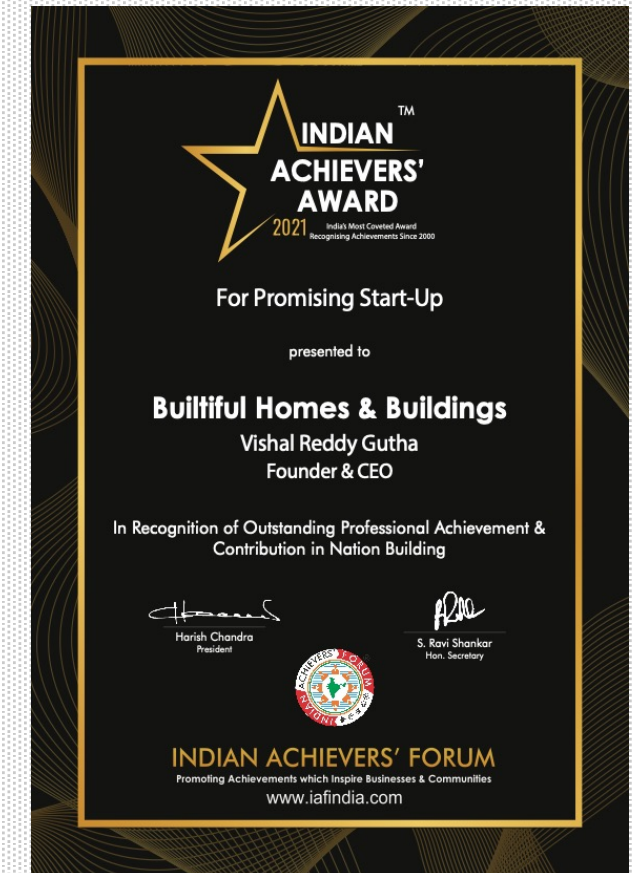 TM
INDIAN
ACHIEVERS'
AWARD
2021
India's Most Coveted Award
Recognising Achievements Since 2000
For Promising Start-Up
presented to
Builtiful Homes & Buildings
Vishal Reddy Gutha
Founder & CEO
In Recognition of Outstanding Professional Achievement &
Contribution in Nation Building
Harish Chandra
President
S. Ravi Shankar
Hon. Secretary
INDIAN ACHIEVERS' FORUM
INDIAN ACHIEVERS' FORUM
Promoting Achievements which Inspire Businesses & Communities
www.iafindia.com